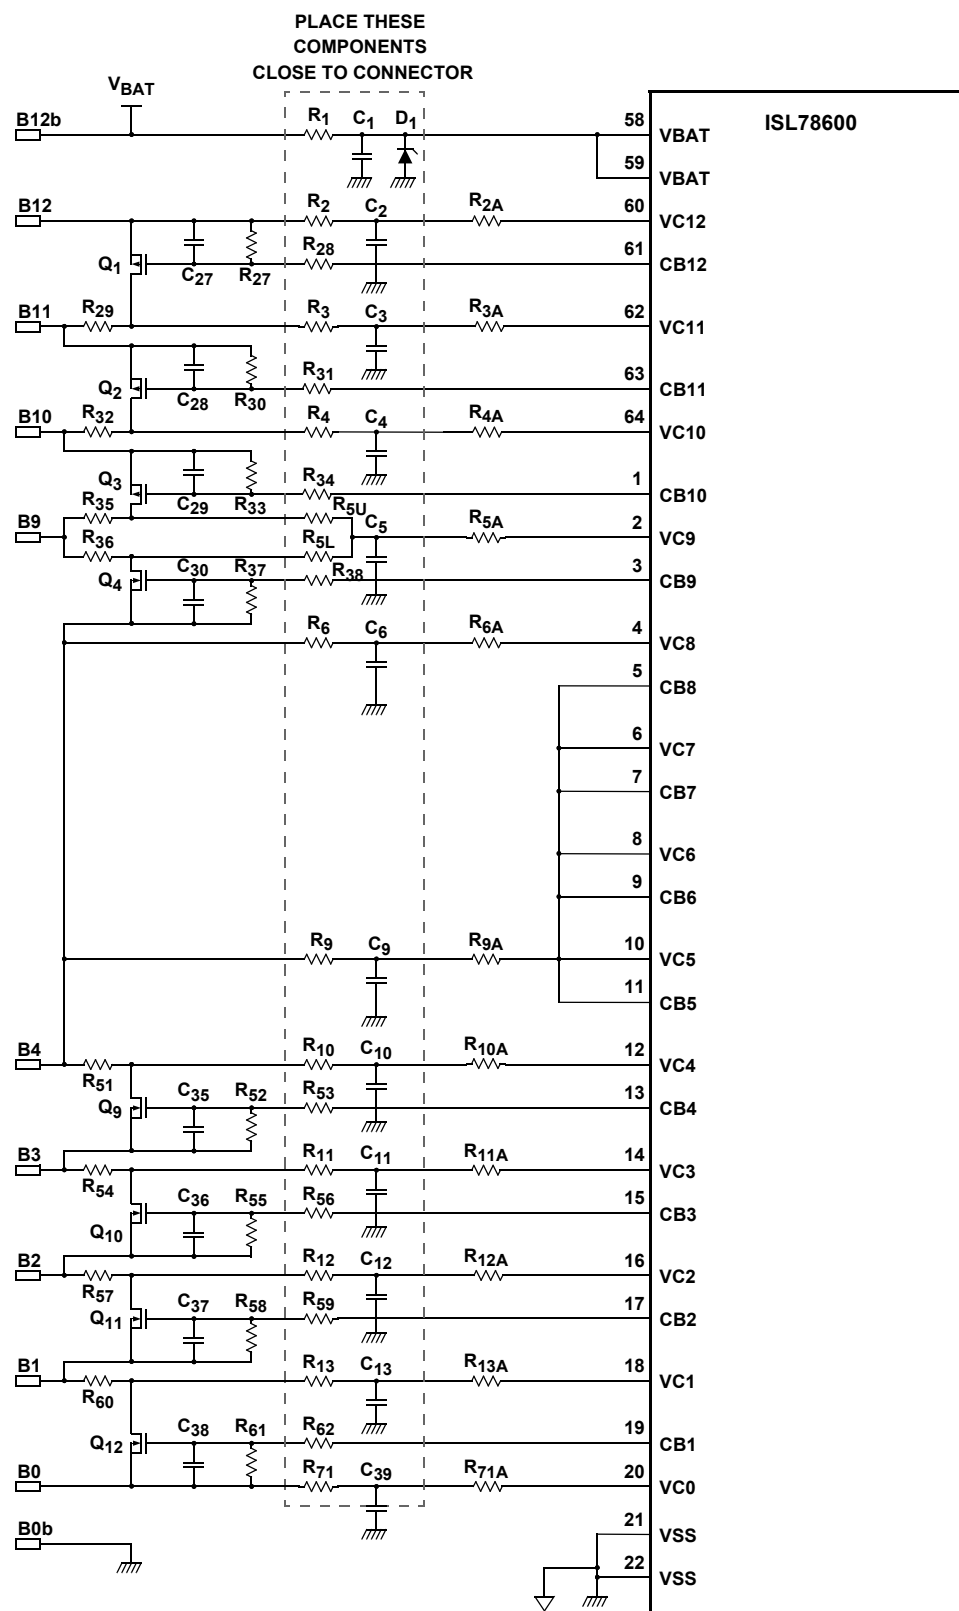 PLACE THESE
COMPONENTS
CLOSE TO CONNECTOR
VBAT
B12b R1 C1 D1 58 VBAT ISL78600
59 VBAT
B12 R2 C2 R2A 60 VC12
Q1 C27 R27 R28 61 CB12
B11 R29 R3 C3 R3A 62 VC11
Q2 C28 R30 R31 63 CB11
B10 R32 R4 C4 R4A 64 VC10
Q3 C29 R33 R34 1 CB10
B9 R35 R5U C5 R5A 2 VC9
R36 R5L
Q4 C30 R37 R38 3 CB9
R6 C6 R6A 4 VC8
5 CB8
6 VC7
7 CB7
8 VC6
9 CB6
R9 C9 R9A 10 VC5
11 CB5
B4 R51 R10 C10 R10A 12 VC4
Q9 C35 R52 R53 13 CB4
B3 R54 R11 C11 R11A 14 VC3
Q10 C36 R55 R56 15 CB3
B2 R57 R12 C12 R12A 16 VC2
Q11 C37 R58 R59 17 CB2
B1 R60 R13 C13 R13A 18 VC1
Q12 C38 R61 R62 19 CB1
B0 R71 C39 R71A 20 VC0
B0b 21 VSS
22 VSS